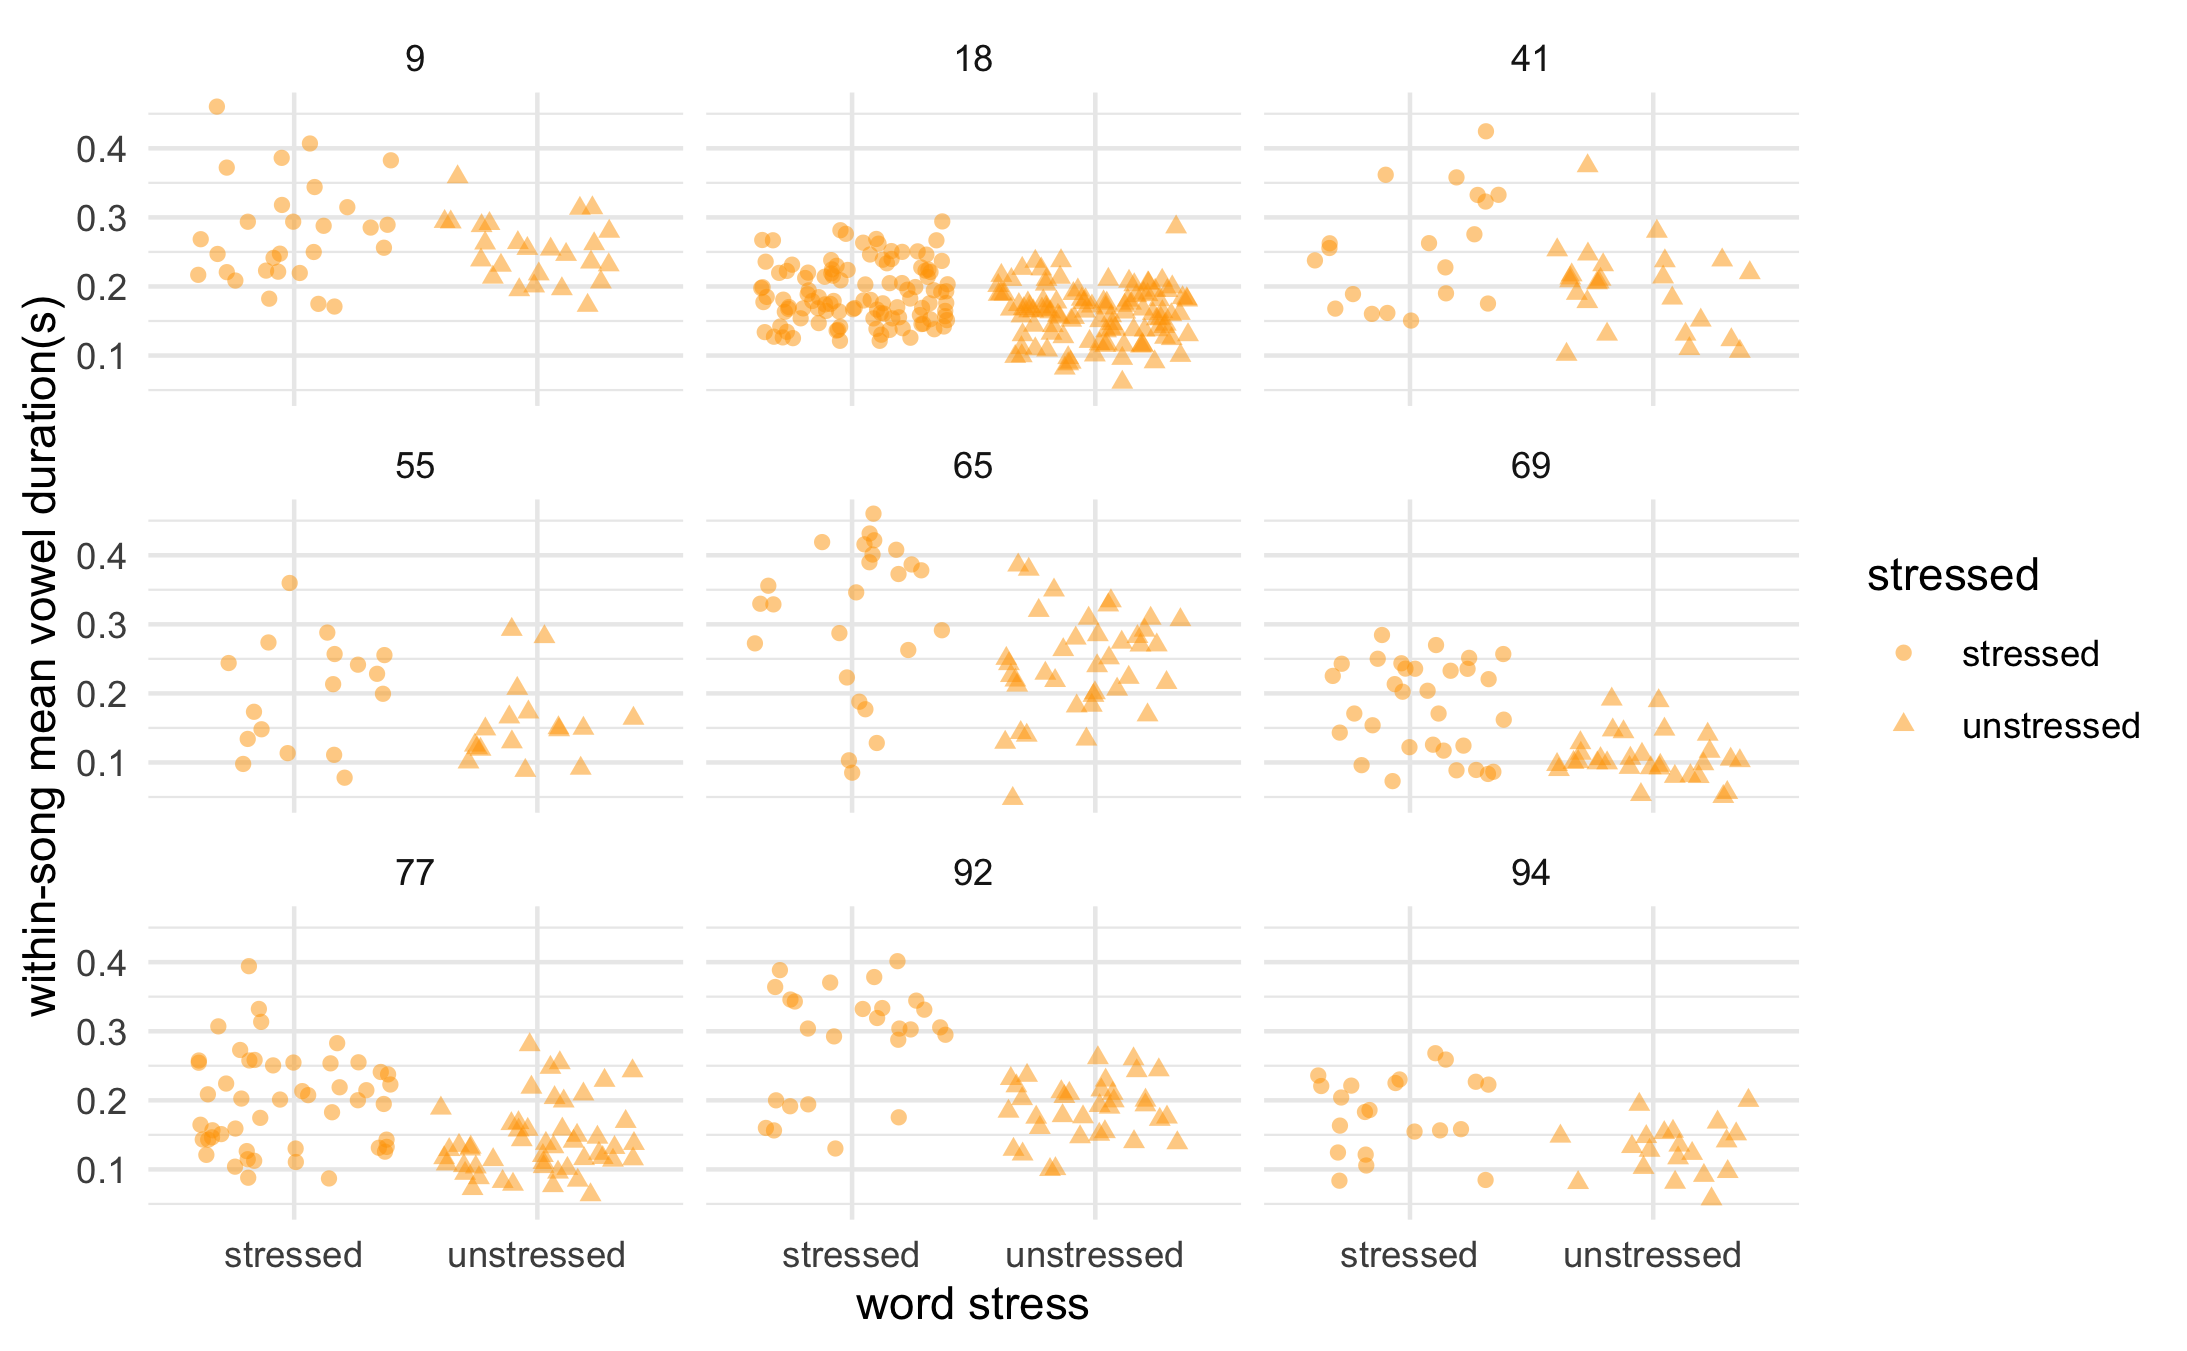 9 18 41
0.4
0.3
0.2
0.1
55 65 69
0.4
0.3
0.2
0.1
77 92 94
0.4
0.3
0.2
0.1
stressed unstressed stressed unstressed stressed unstressed
word stress
within-song mean vowel duration(s)
stressed
stressed
unstressed